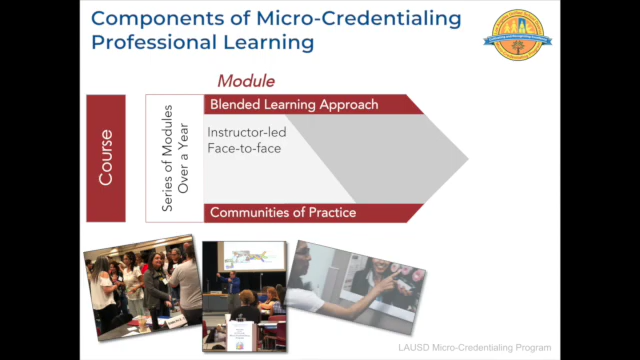 Components of Micro-Credentialing
Professional Learning
Module
Course
Series of Modules
Over a Year
Blended Learning Approach
Instructor-led
Face-to-face
Communities of Practice
LAUSD Micro-Credentialing Program